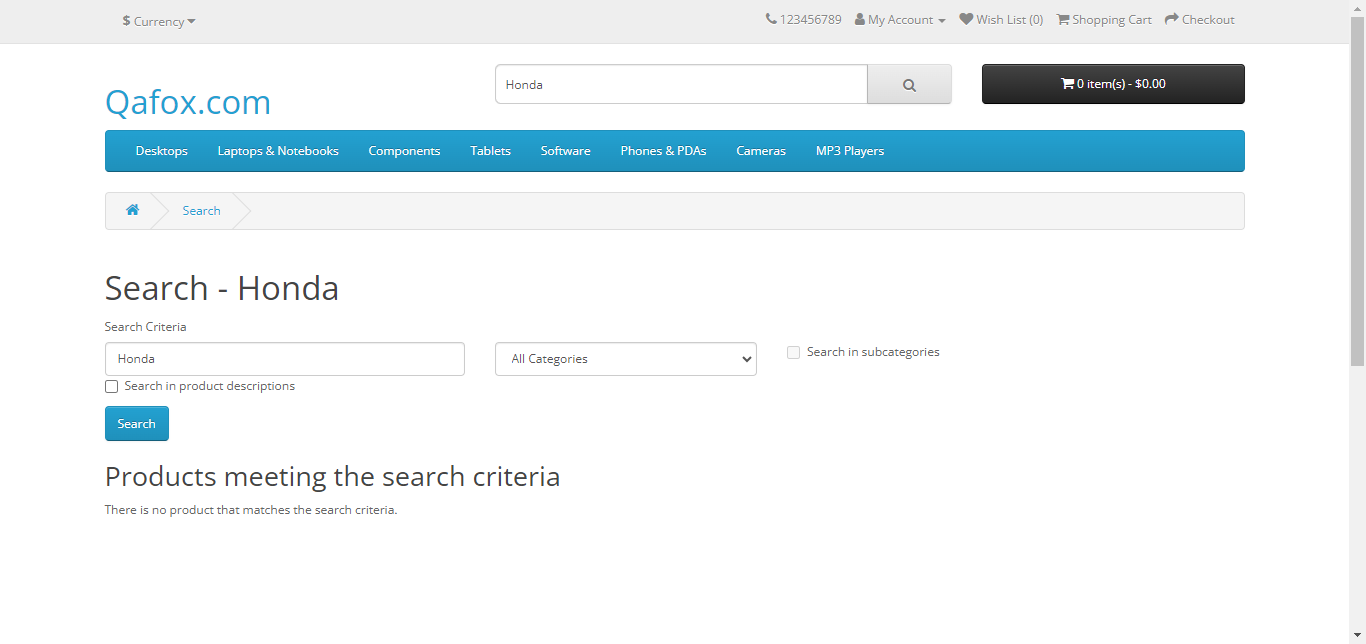 $ Currency
123456789 My Account Wish List (0) Shopping Cart Checkout
Qafox.com
Honda
0 item(s) - $0.00
Desktops Laptops & Notebooks Components Tablets Software Phones & PDAs Cameras MP3 Players
Search
Search - Honda
Search Criteria
Honda
All Categories
Search in subcategories
Search in product descriptions
Search
Products meeting the search criteria
There is no product that matches the search criteria.